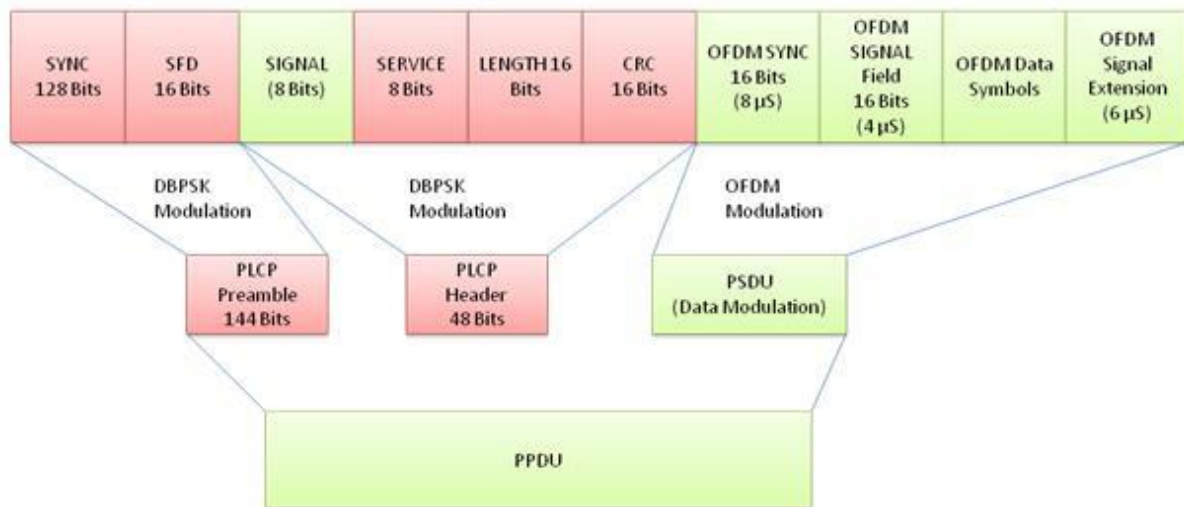 SYNC
128 Bits
SFD
16 Bits
SIGNAL
(8 Bits)
SERVICE
8 Bits
LENGTH 16
Bits
CRC
16 Bits
OFDM SYNC
16 Bits
(8 µS)
OFDM
SIGNAL
Field
16 Bits
(4 µS)
OFDM Data
Symbols
OFDM
Signal
Extension
(6 µS)
DBPSK
Modulation
DBPSK
Modulation
OFDM
Modulation
PLCP
Preamble
144 Bits
PLCP
Header
48 Bits
PSDU
(Data Modulation)
PPDU